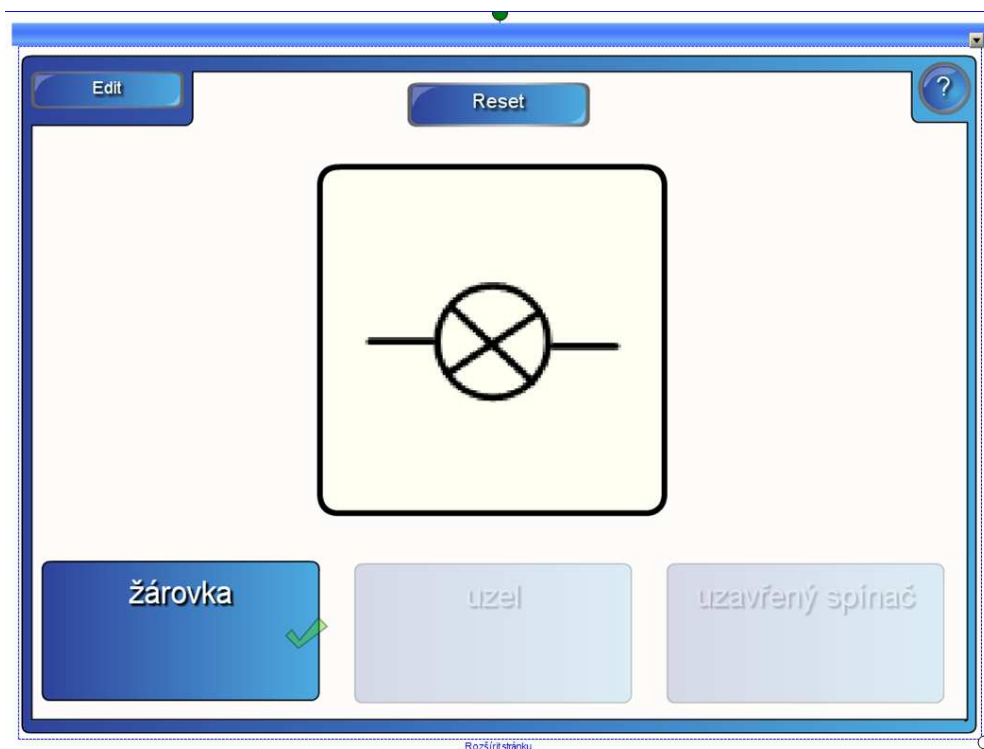 Edit
Reset
?
žárovka
uzel
uzavřený spínač
Rozšířit stránku